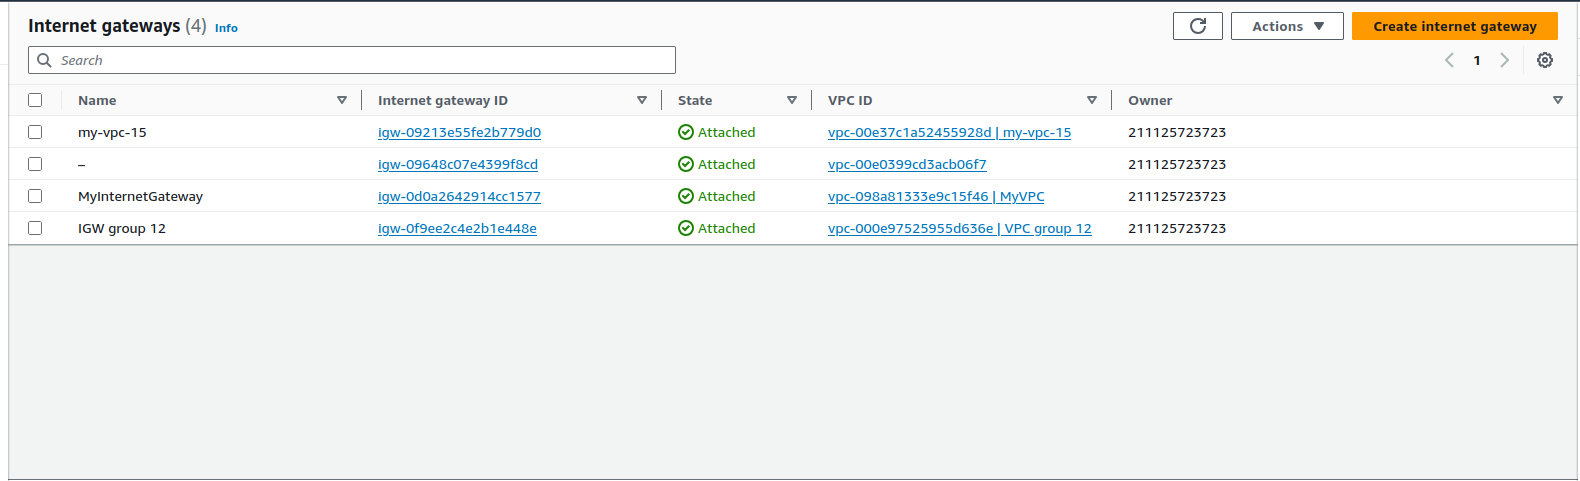 Internet gateways (4) Info
Actions
Create internet gateway
Search
1
Name Internet gateway ID State VPC ID Owner
my-vpc-15 igw-09213e55fe2b779d0 Attached vpc-00e37c1a52455928d | my-vpc-15 211125723723
– igw-09648c07e4399f8cd Attached vpc-00e0399cd3acb06f7 211125723723
MyInternetGateway igw-0d0a2642914cc1577 Attached vpc-098a81333e9c15f46 | MyVPC 211125723723
IGW group 12 igw-0f9ee2c4e2b1e448e Attached vpc-000e97525955d636e | VPC group 12 211125723723